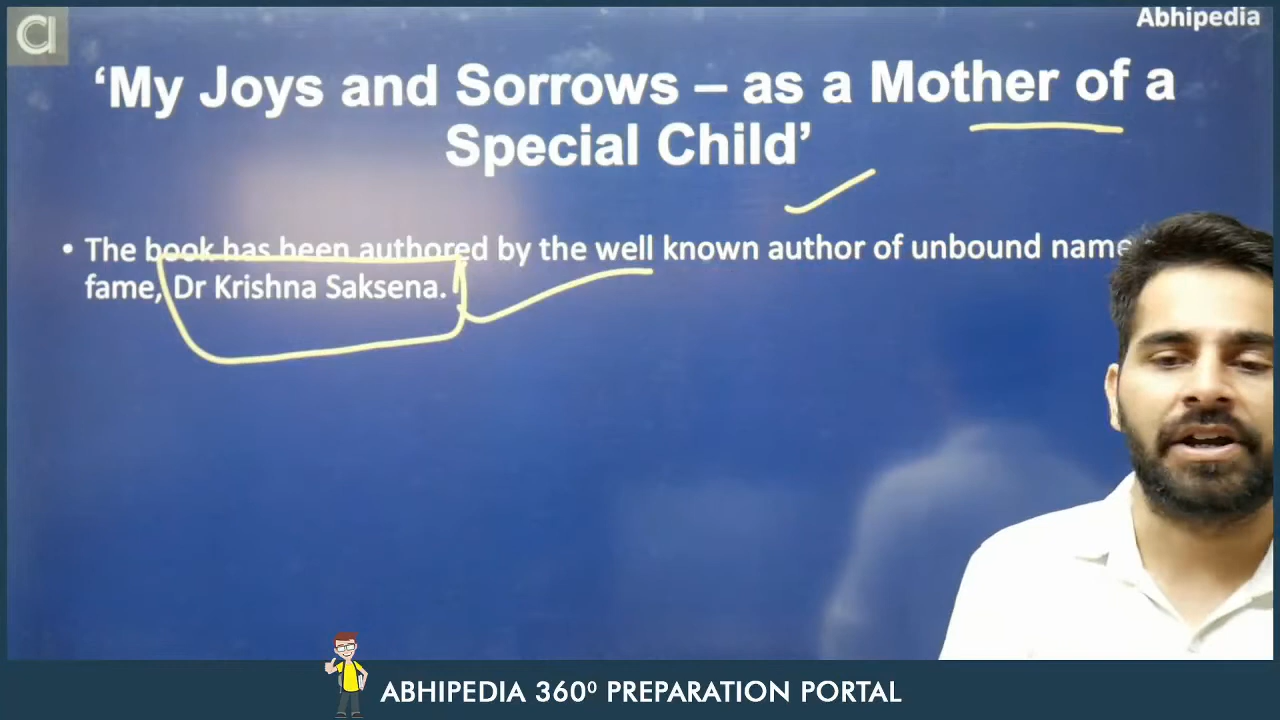 Abhipedia
‘My Joys and Sorrows – as a Mother of a
Special Child’
• The book has been authored by the well known author of unbound name
fame, Dr Krishna Saksena.
ABHIPEDIA 360⁰ PREPARATION PORTAL